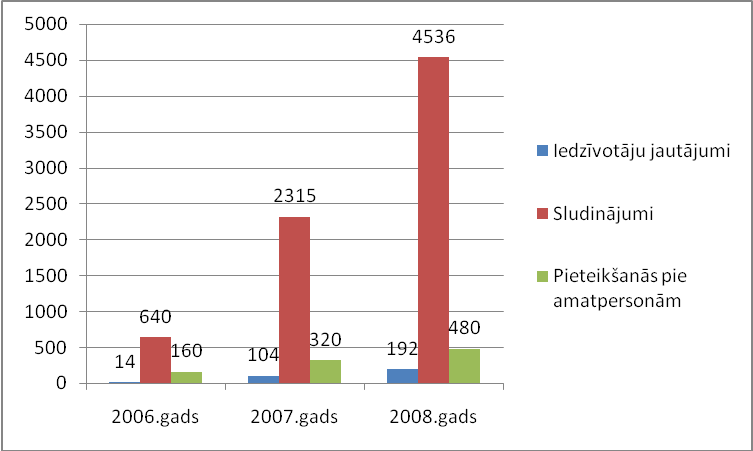 5000
4500
4000
3500
3000
2500
2000
1500
1000
500
0
14
640
160
104
2315
320
192
4536
480
2006.gads
2007.gads
2008.gads
Iedzīvotāju jautājumi
Sludinājumi
Pieteikšanās pie
amatpersonām